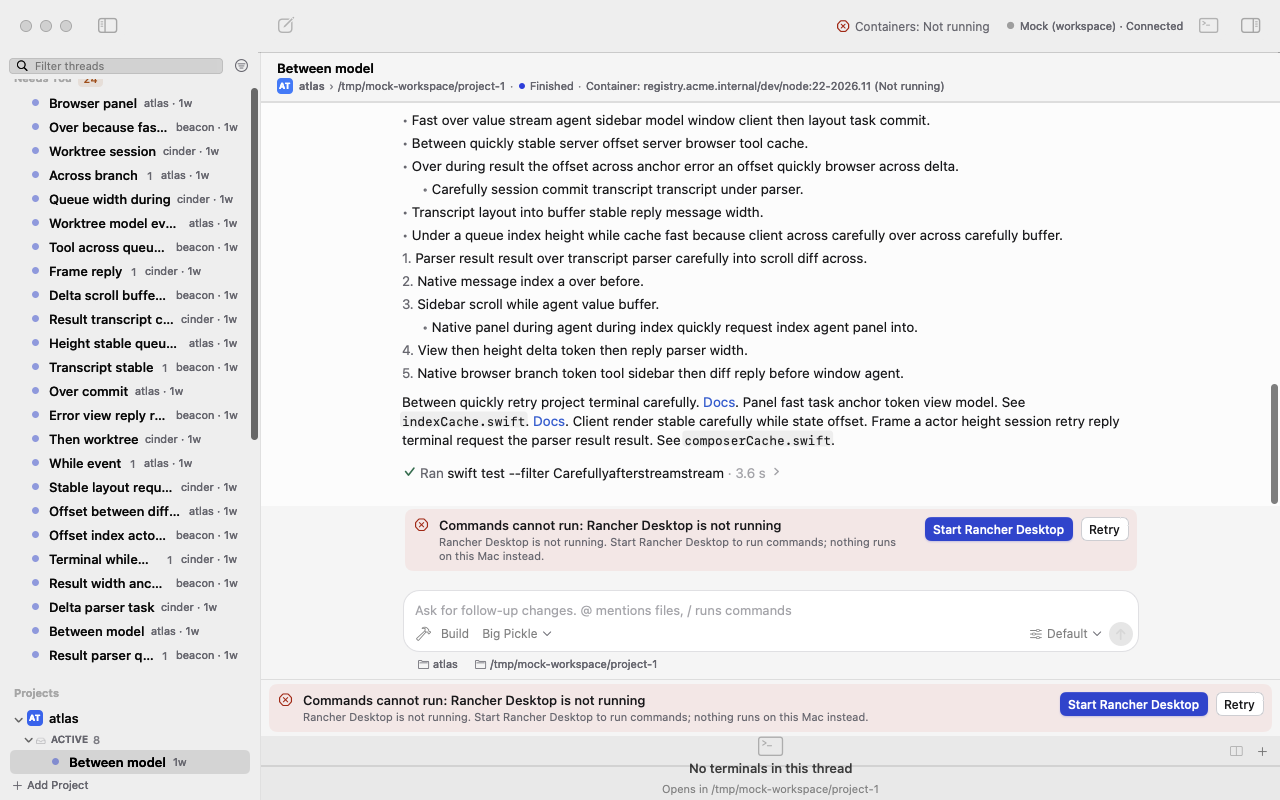 Containers: Not running
Mock (workspace) · Connected
Filter threads
Needs You 24
Browser panel atlas · 1w
Over because fas... beacon · 1w
Worktree session cinder · 1w
Across branch 1 atlas · 1w
Queue width during cinder · 1w
Worktree model ev... atlas · 1w
Tool across queu... beacon · 1w
Frame reply 1 cinder · 1w
Delta scroll buffe... beacon · 1w
Result transcript c... cinder · 1w
Height stable queu... atlas · 1w
Transcript stable 1 beacon · 1w
Over commit atlas · 1w
Error view reply r... beacon · 1w
Then worktree cinder · 1w
While event 1 atlas · 1w
Stable layout requ... cinder · 1w
Offset between diff... atlas · 1w
Offset index acto... beacon · 1w
Terminal while... 1 cinder · 1w
Result width anc... beacon · 1w
Delta parser task cinder · 1w
Between model atlas · 1w
Result parser q... 1 beacon · 1w
Projects
AT atlas
ACTIVE 8
Between model 1w
+ Add Project
Between model
AT atlas › /tmp/mock-workspace/project-1 · Finished · Container: registry.acme.internal/dev/node:22-2026.11 (Not running)
• Fast over value stream agent sidebar model window client then layout task commit.
• Between quickly stable server offset server browser tool cache.
• Over during result the offset across anchor error an offset quickly browser across delta.
• Carefully session commit transcript transcript under parser.
• Transcript layout into buffer stable reply message width.
• Under a queue index height while cache fast because client across carefully over across carefully buffer.
1. Parser result result over transcript parser carefully into scroll diff across.
2. Native message index a over before.
3. Sidebar scroll while agent value buffer.
• Native panel during agent during index quickly request index agent panel into.
4. View then height delta token then reply parser width.
5. Native browser branch token tool sidebar then diff reply before window agent.
Between quickly retry project terminal carefully. Docs. Panel fast task anchor token view model. See
indexCache.swift. Docs. Client render stable carefully while state offset. Frame a actor height session retry reply
terminal request the parser result result. See composerCache.swift.
Ran swift test --filter Carefullyafterstreamstream · 3.6 s
Commands cannot run: Rancher Desktop is not running
Rancher Desktop is not running. Start Rancher Desktop to run commands; nothing runs
on this Mac instead.
Start Rancher Desktop
Retry
Ask for follow-up changes. @ mentions files, / runs commands
Build Big Pickle
Default
atlas /tmp/mock-workspace/project-1
Commands cannot run: Rancher Desktop is not running
Rancher Desktop is not running. Start Rancher Desktop to run commands; nothing runs on this Mac instead.
Start Rancher Desktop
Retry
No terminals in this thread
Opens in /tmp/mock-workspace/project-1